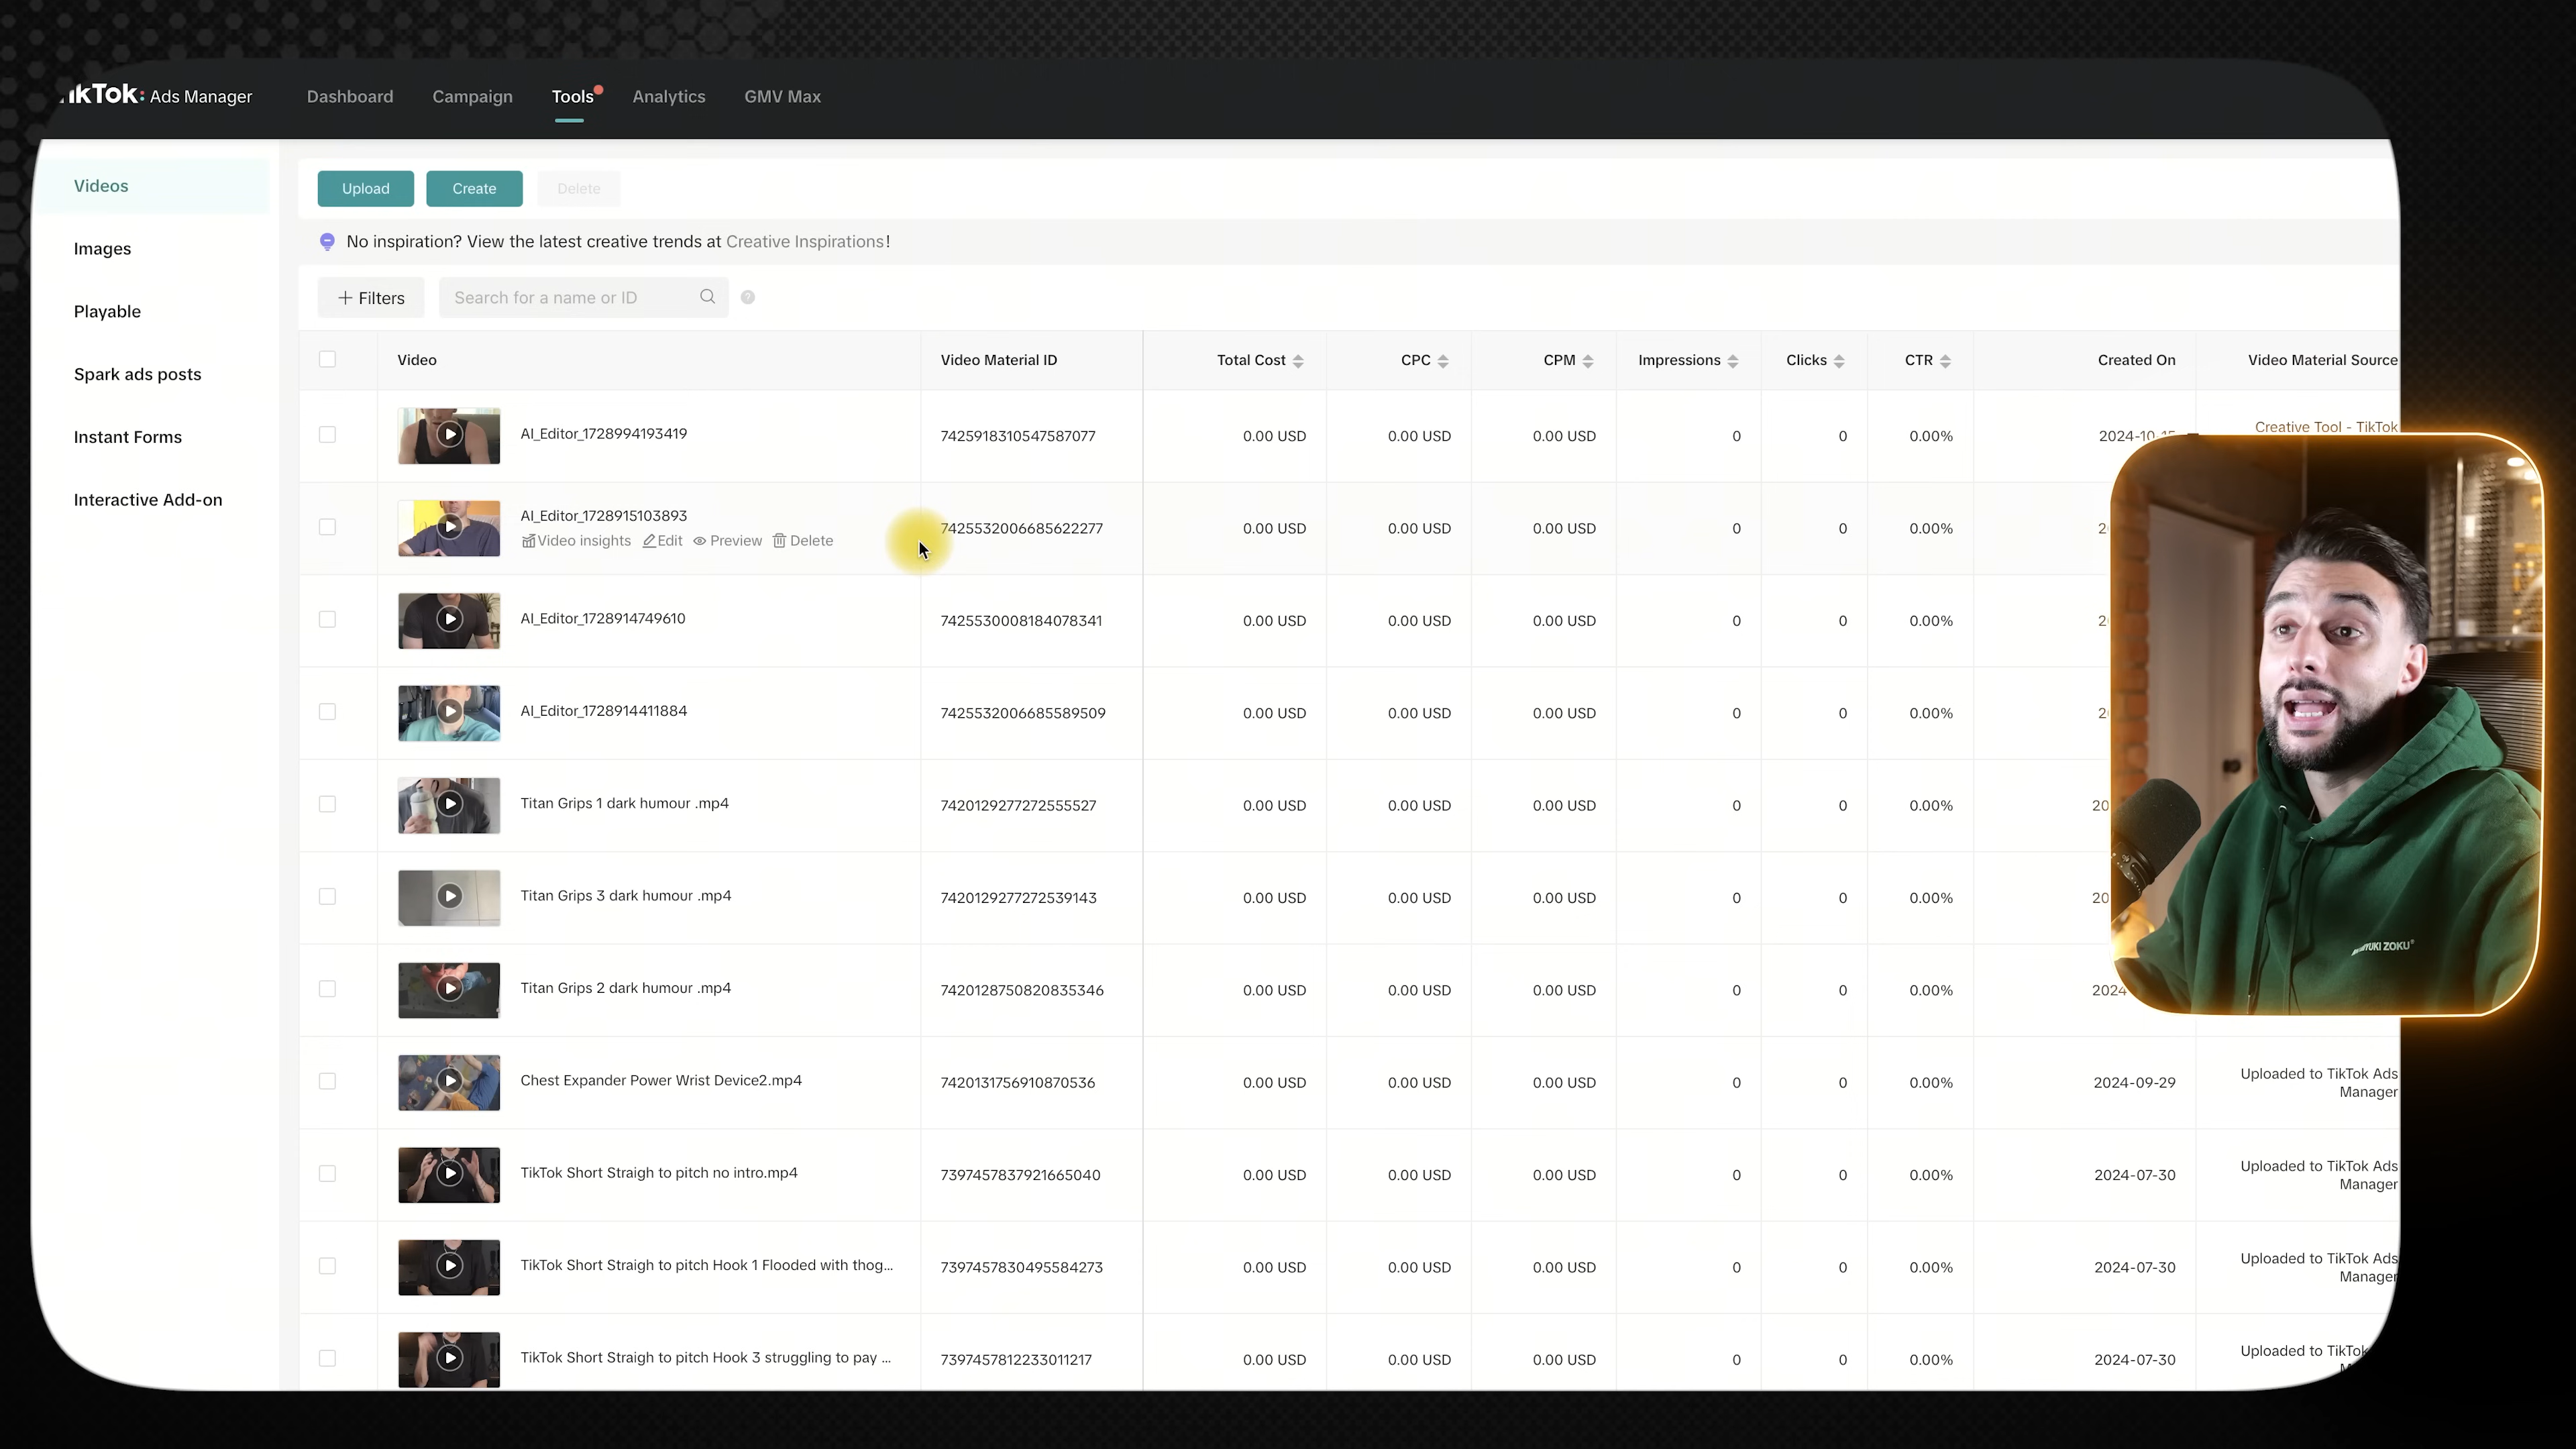 TikTok: Ads Manager
Dashboard
Campaign
Tools
Analytics
GMV Max
Videos
Images
Playable
Spark ads posts
Instant Forms
Interactive Add-on
Upload
Create
Delete
No inspiration? View the latest creative trends at Creative Inspirations!
+ Filters
Search for a name or ID
Video Video Material ID Total Cost CPC CPM Impressions Clicks CTR Created On Video Material Source
AI_Editor_1728994193419 7425918310547587077 0.00 USD 0.00 USD 0.00 USD 0 0 0.00% 2024-10-15 Creative Tool - TikTok
AI_Editor_1728915103893
Video insights Edit Preview Delete
7425532006685622277 0.00 USD 0.00 USD 0.00 USD 0 0 0.00%
AI_Editor_1728914749610 7425530008184078341 0.00 USD 0.00 USD 0.00 USD 0 0 0.00%
AI_Editor_1728914411884 7425532006685589509 0.00 USD 0.00 USD 0.00 USD 0 0 0.00%
Titan Grips 1 dark humour .mp4 7420129277272555527 0.00 USD 0.00 USD 0.00 USD 0 0 0.00% 20
Titan Grips 3 dark humour .mp4 7420129277272539143 0.00 USD 0.00 USD 0.00 USD 0 0 0.00% 20
Titan Grips 2 dark humour .mp4 7420128750820835346 0.00 USD 0.00 USD 0.00 USD 0 0 0.00% 2024
Chest Expander Power Wrist Device2.mp4 7420131756910870536 0.00 USD 0.00 USD 0.00 USD 0 0 0.00% 2024-09-29 Uploaded to TikTok Ads
Manager
TikTok Short Straigh to pitch no intro.mp4 7397457837921665040 0.00 USD 0.00 USD 0.00 USD 0 0 0.00% 2024-07-30 Uploaded to TikTok Ads
Manager
TikTok Short Straigh to pitch Hook 1 Flooded with thog... 7397457830495584273 0.00 USD 0.00 USD 0.00 USD 0 0 0.00% 2024-07-30 Uploaded to TikTok Ads
Manager
TikTok Short Straigh to pitch Hook 3 struggling to pay ... 7397457812233011217 0.00 USD 0.00 USD 0.00 USD 0 0 0.00% 2024-07-30 Uploaded to TikTok
ZOKU